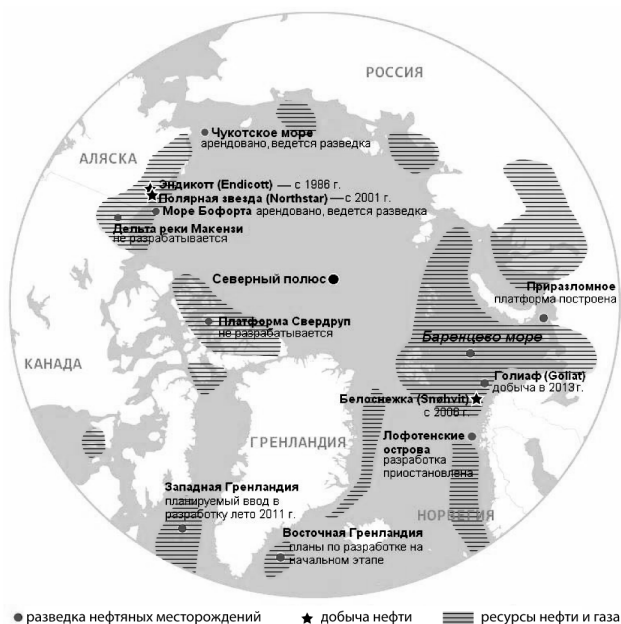 РОССИЯ
Чукотское море
арендовано, ведется разведка
АЛЯСКА
Эндикотт (Endicott) — с 1986 г.
Полярная звезда (Northstar) — с 2001 г.
Море Бофорта арендовано, ведется разведка
Дельта реки Макензи
не разрабатывается
Северный полюс
Приразломное
платформа построена
Платформа Свердруп
не разрабатывается
Баренцево море
КАНАДА
Голиаф (Goliat)
добыча в 2013г.
Белоснежка (Snøhvit)
с 2006 г.
ГРЕНЛАНДИЯ
Лофотенские
острова
разработка
приостановлена
Западная Гренландия
планируемый ввод в
разработку лето 2011 г.
НОРВЕГИЯ
Восточная Гренландия
планы по разработке на
начальном этапе
разведка нефтяных месторождений
добыча нефти
ресурсы нефти и газа